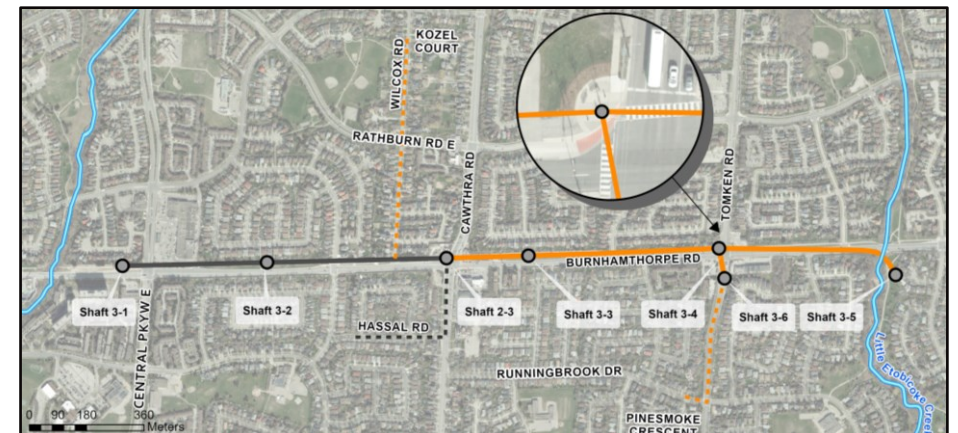 KOZEL
COURT
WILCOX RD
RATHBURN RD E
CAWTHRA RD
TOMKEN RD
BURNHAMTHORPE RD
Shaft 3-1
Shaft 3-2
Shaft 2-3
Shaft 3-3
Shaft 3-4
Shaft 3-6
Shaft 3-5
CENTRAL PKWY E
HASSAL RD
RUNNINGBROOK DR
Little Etobicoke Creek
PINESMOKE
CRESCENT
0 90 180 360
Meters